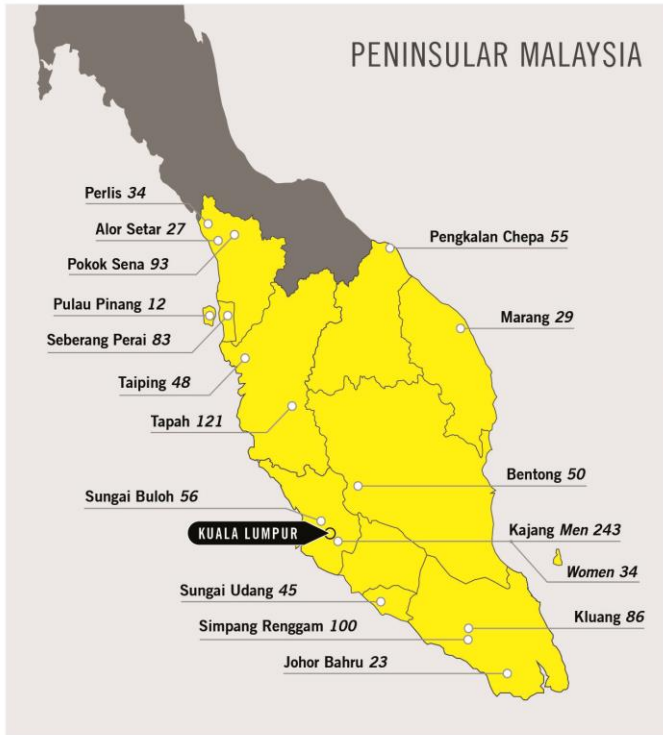 PENINSULAR MALAYSIA
Perlis 34
Alor Setar 27
Pengkalan Chepa 55
Pokok Sena 93
Pulau Pinang 12
Marang 29
Seberang Perai 83
Taiping 48
Tapah 121
Bentong 50
Sungai Buloh 56
KUALA LUMPUR
Kajang Men 243
Women 34
Sungai Udang 45
Kluang 86
Simpang Renggam 100
Johor Bahru 23